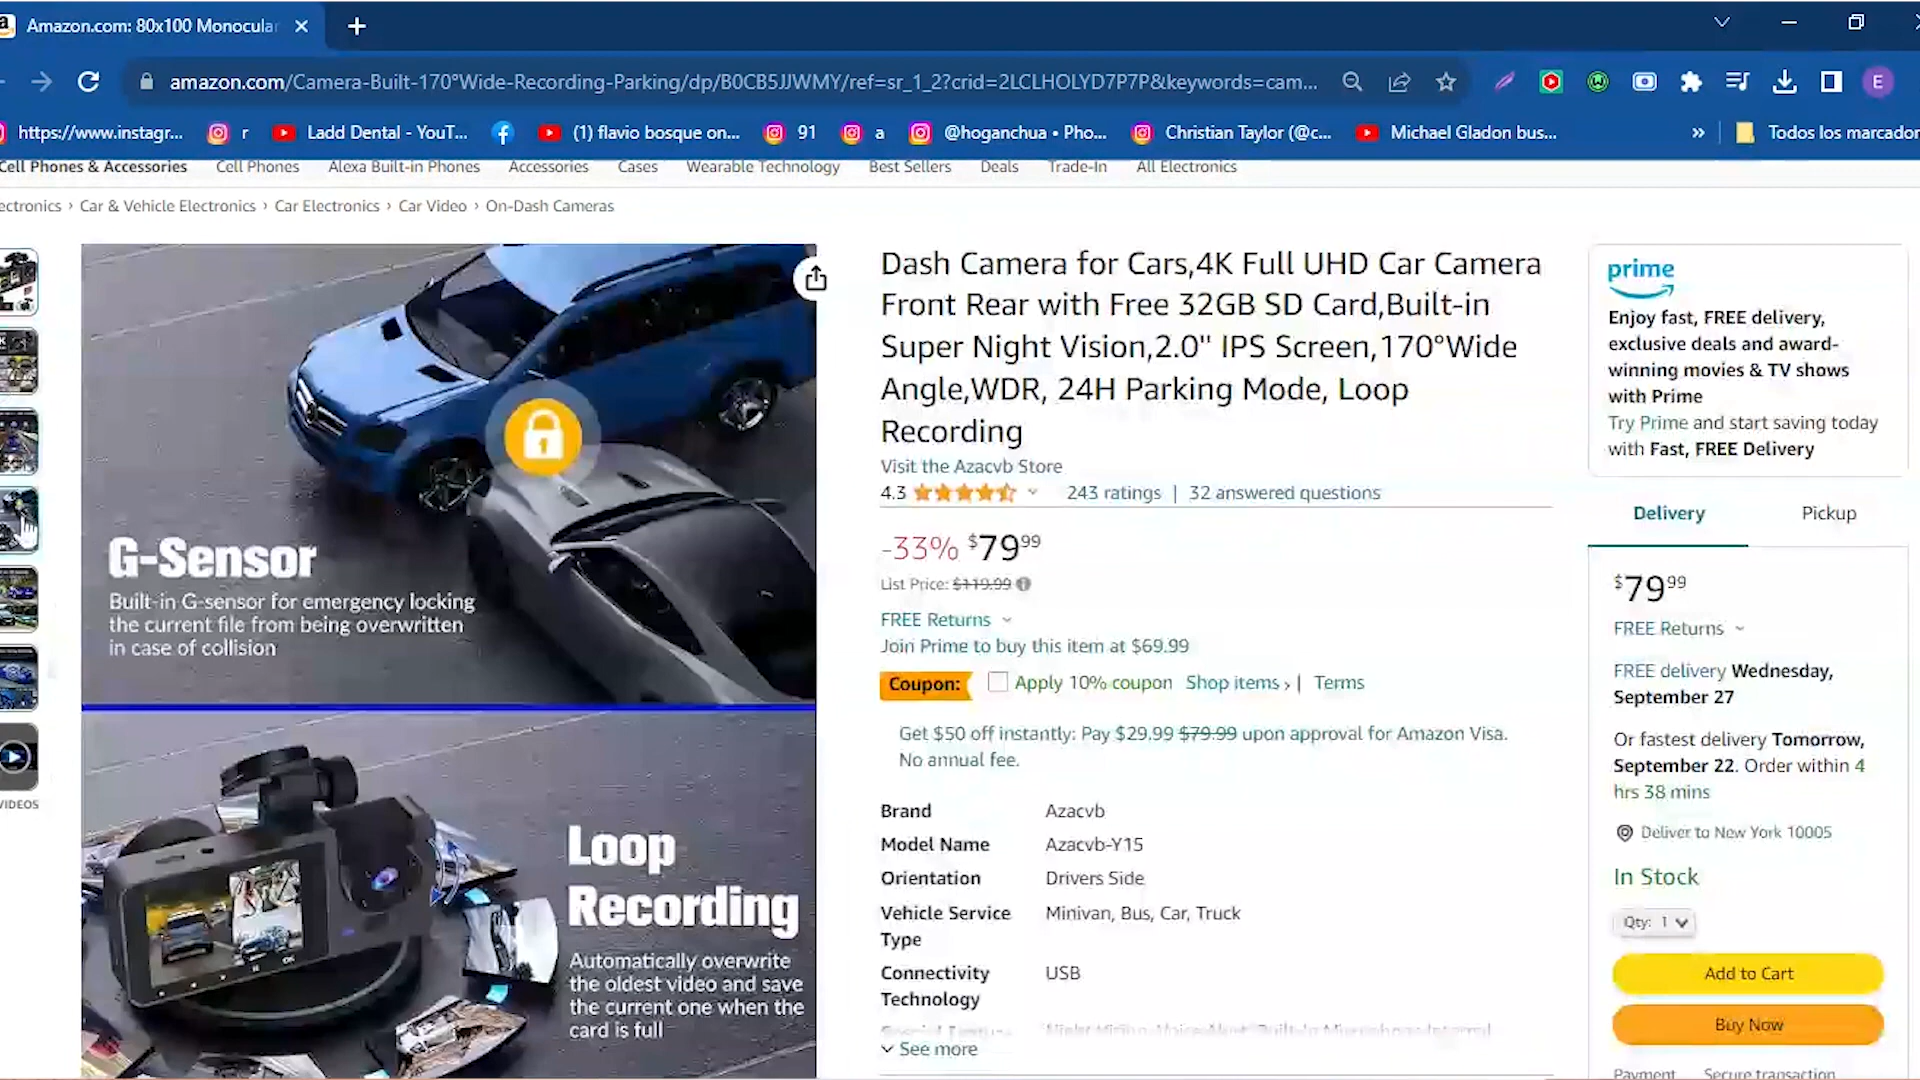 Amazon.com: 80x100 Monocular
amazon.com/Camera-Built-170°Wide-Recording-Parking/dp/B0CB5JJWMY/ref=sr_1_2?crid=2LCLHOLYD7P7P&keywords=cam...
E
https://www.instagr...
r
Ladd Dental - YouT...
(1) flavio bosque on...
91
a
@hoganchua • Pho...
Christian Taylor (@c...
Michael Gladon bus...
»
Todos los marcador
Cell Phones & Accessories
Cell Phones
Alexa Built-in Phones
Accessories
Cases
Wearable Technology
Best Sellers
Deals
Trade-In
All Electronics
ectronics › Car & Vehicle Electronics › Car Electronics › Car Video › On-Dash Cameras
VIDEOS
G-Sensor
Built-in G-sensor for emergency locking
the current file from being overwritten
in case of collision
Loop
Recording
Automatically overwrite
the oldest video and save
the current one when the
card is full
Dash Camera for Cars,4K Full UHD Car Camera
Front Rear with Free 32GB SD Card,Built-in
Super Night Vision,2.0'' IPS Screen,170°Wide
Angle,WDR, 24H Parking Mode, Loop
Recording
Visit the Azacvb Store
4.3 243 ratings | 32 answered questions
-33% $79.99
List Price: $119.99
FREE Returns
Join Prime to buy this item at $69.99
Coupon: Apply 10% coupon Shop items › | Terms
Get $50 off instantly: Pay $29.99 $79.99 upon approval for Amazon Visa.
No annual fee.
Brand Azacvb
Model Name Azacvb-Y15
Orientation Drivers Side
Vehicle Service Minivan, Bus, Car, Truck
Type
Connectivity USB
Technology
See more
prime
Enjoy fast, FREE delivery,
exclusive deals and award-
winning movies & TV shows
with Prime
Try Prime and start saving today
with Fast, FREE Delivery
Delivery Pickup
$79.99
FREE Returns
FREE delivery Wednesday,
September 27
Or fastest delivery Tomorrow,
September 22. Order within 4
hrs 38 mins
Deliver to New York 10005
In Stock
Qty: 1
Add to Cart
Buy Now
Payment Secure transaction